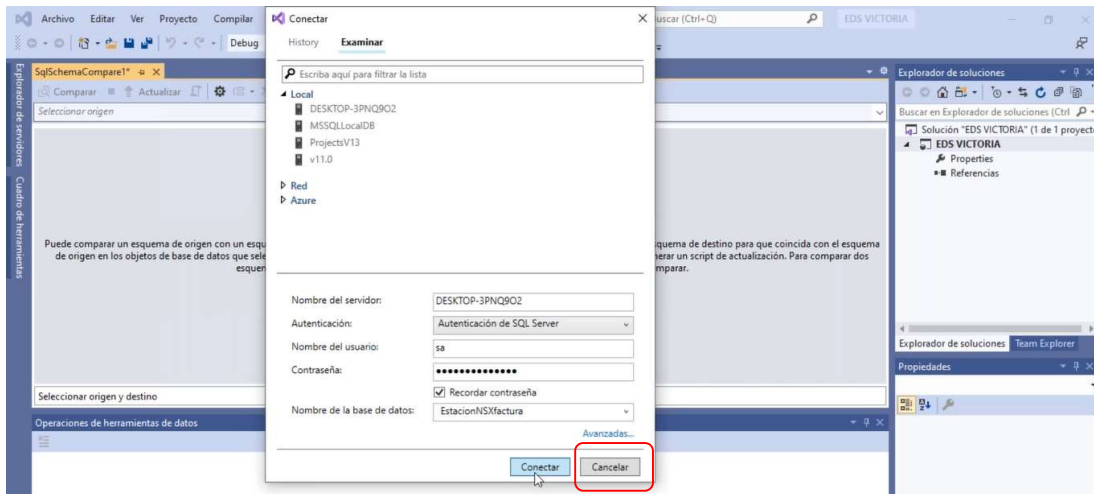 Archivo Editar Ver Proyecto Compilar
Conectar
uscar (Ctrl+Q)
EDS VICTORIA
Debug
History Examinar
SqlSchemaCompare1*
Comparar Actualizar
Seleccionar origen
Escriba aquí para filtrar la lista
Local
DESKTOP-3PNQ9O2
MSSQLLocalDB
ProjectsV13
v11.0
Red
Azure
Explorador de servidores
Cuadro de herramientas
Puede comparar un esquema de origen con un esqu
de origen en los objetos de base de datos que sele
esquen
squema de destino para que coincida con el esquema
nerar un script de actualización. Para comparar dos
mparar.
Nombre del servidor: DESKTOP-3PNQ9O2
Autenticación: Autenticación de SQL Server
Nombre del usuario: sa
Contraseña: ●●●●●●●●●●●●●●
Recordar contraseña
Nombre de la base de datos: EstacionNSXfactura
Avanzadas...
Conectar Cancelar
Seleccionar origen y destino
Operaciones de herramientas de datos
Explorador de soluciones
Buscar en Explorador de soluciones (Ctrl
Solución "EDS VICTORIA" (1 de 1 proyect
EDS VICTORIA
Properties
Referencias
Explorador de soluciones Team Explorer
Propiedades